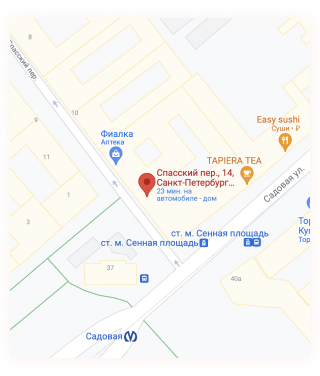 8
Спасский пер.
10
9
Easy sushi
Суши • ₽
Фиалка
Аптека
11
TAPIERA TEA
Спасский пер., 14,
Санкт-Петербург...
23 мин. на
автомобиле - дом
Садовая ул.
3
1
Тор
Ку
Тор
ст. м. Сенная площадь
ст. м. Сенная площадь
37
40а
Садовая